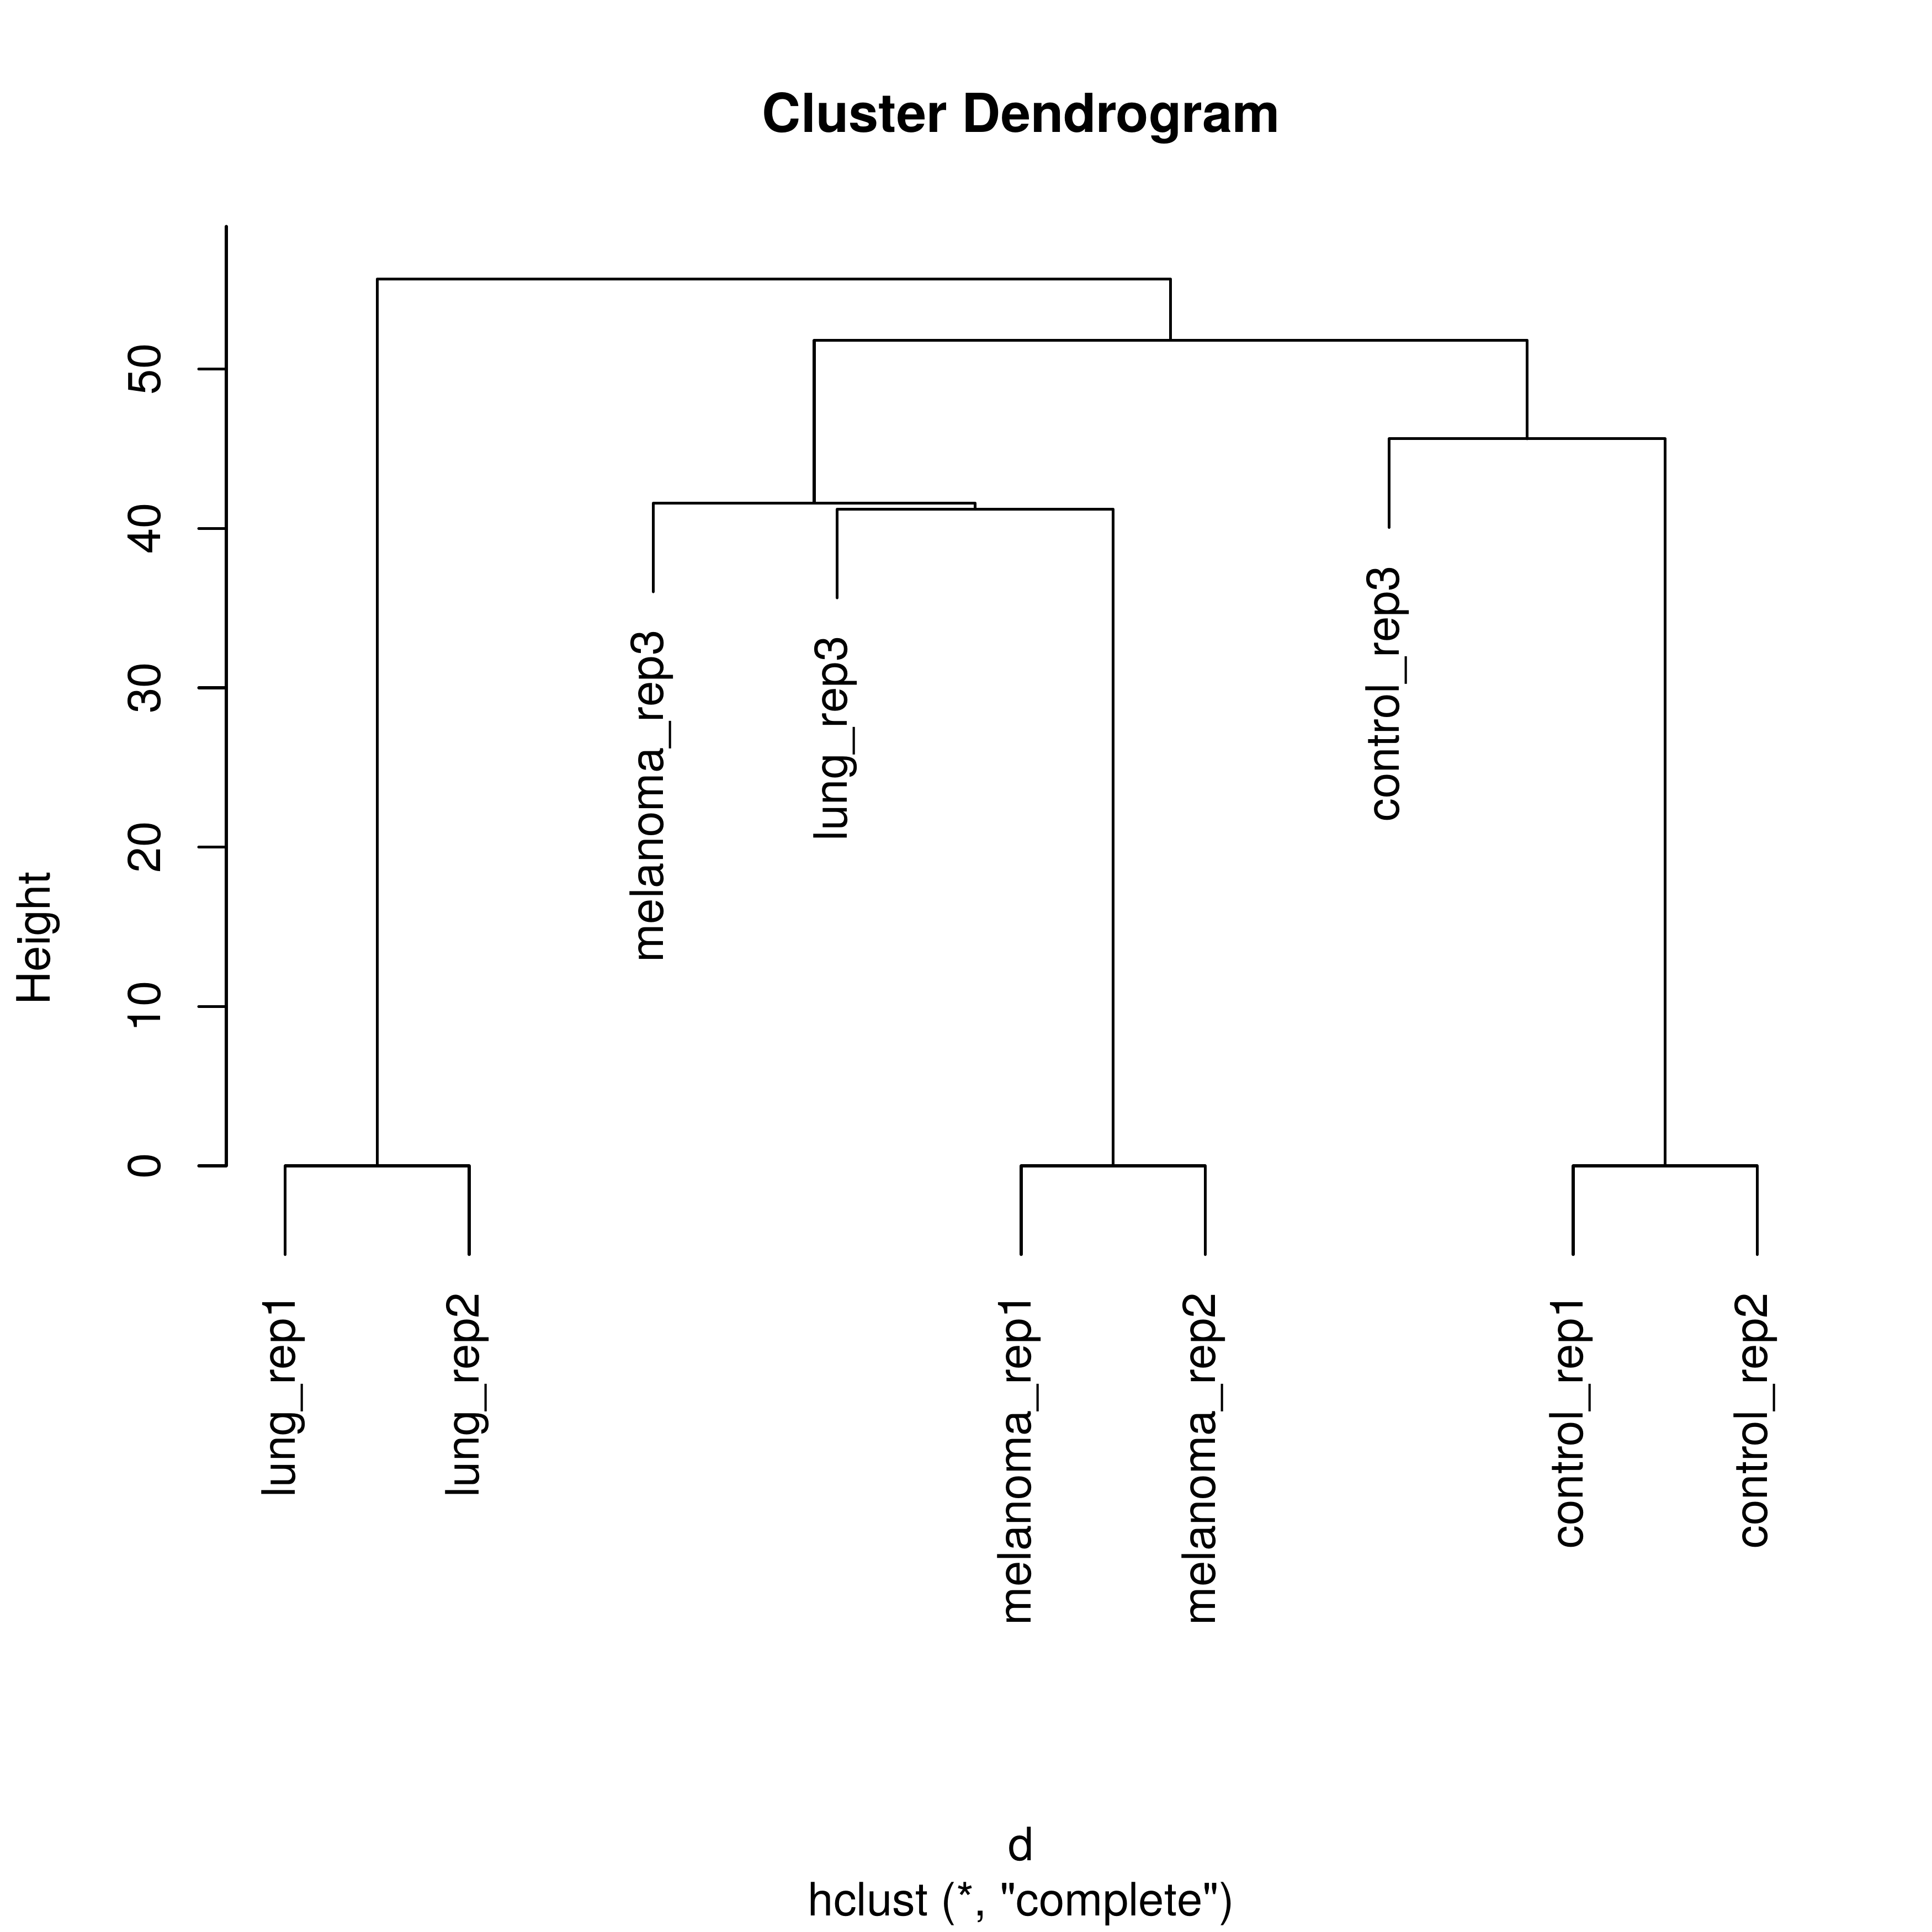 Cluster Dendrogram
Height
50
40
30
20
10
0
melanoma_rep3
lung_rep3
control_rep3
lung_rep1
lung_rep2
melanoma_rep1
melanoma_rep2
control_rep1
control_rep2
d
hclust (*, "complete")